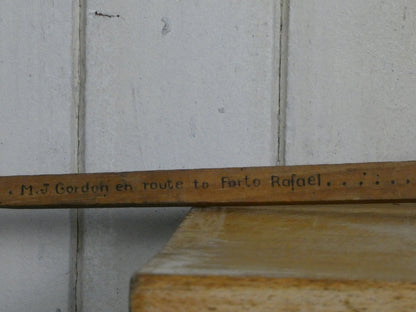 . M.J Gordon en route to Porto Rafael . . . . . . .